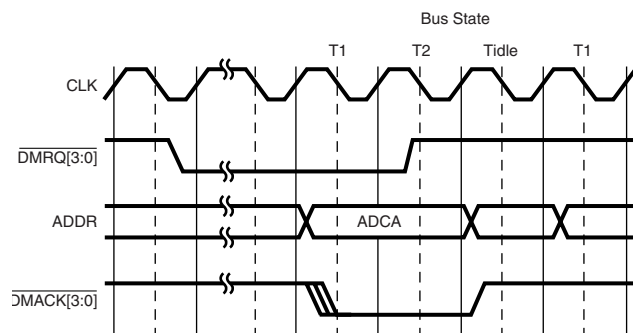 Bus State
T1 T2 Tidle T1
CLK
DMRQ[3:0]
ADDR
ADCA
DMACK[3:0]